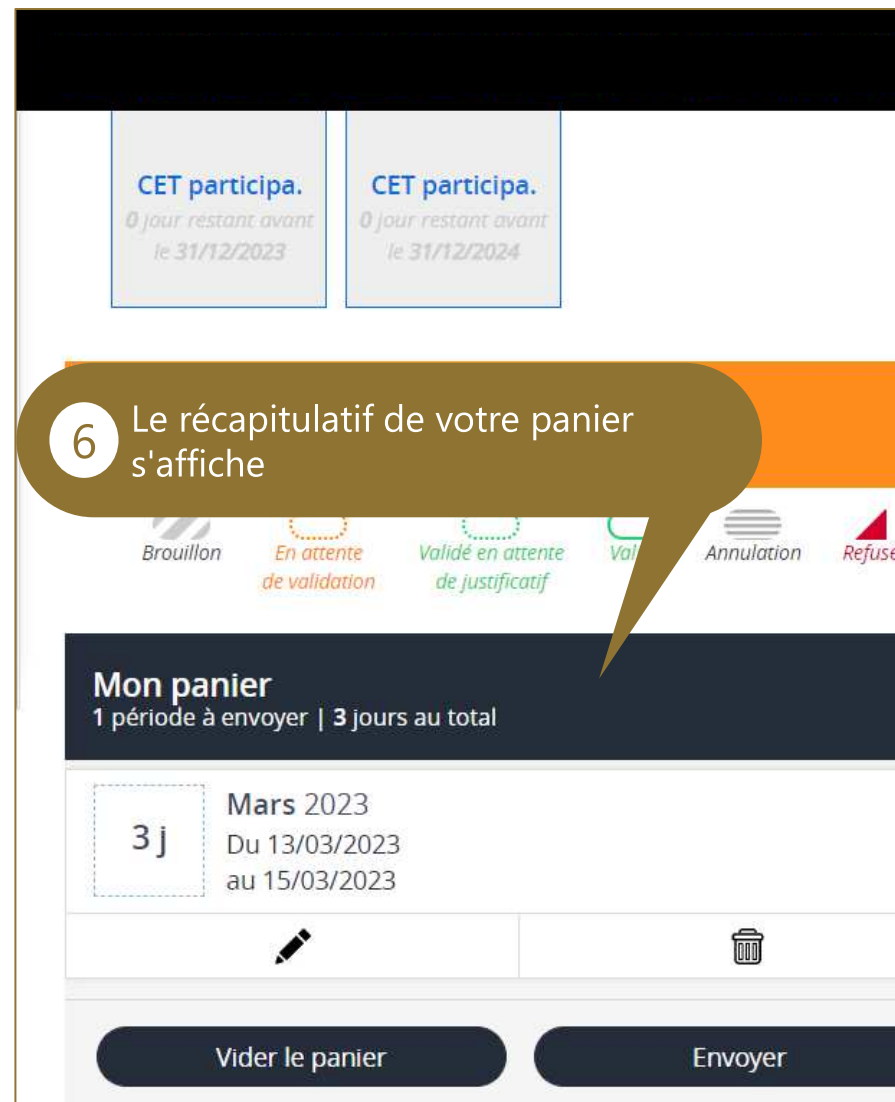 CET participa.
0 jour restant avant
le 31/12/2023
CET participa.
0 jour restant avant
le 31/12/2024
6
Le récapitulatif de votre panier
s'affiche
Brouillon
En attente
de validation
Validé en attente
de justificatif
Annulation
Mon panier
1 période à envoyer | 3 jours au total
3 j
Mars 2023
Du 13/03/2023
au 15/03/2023
Vider le panier
Envoyer